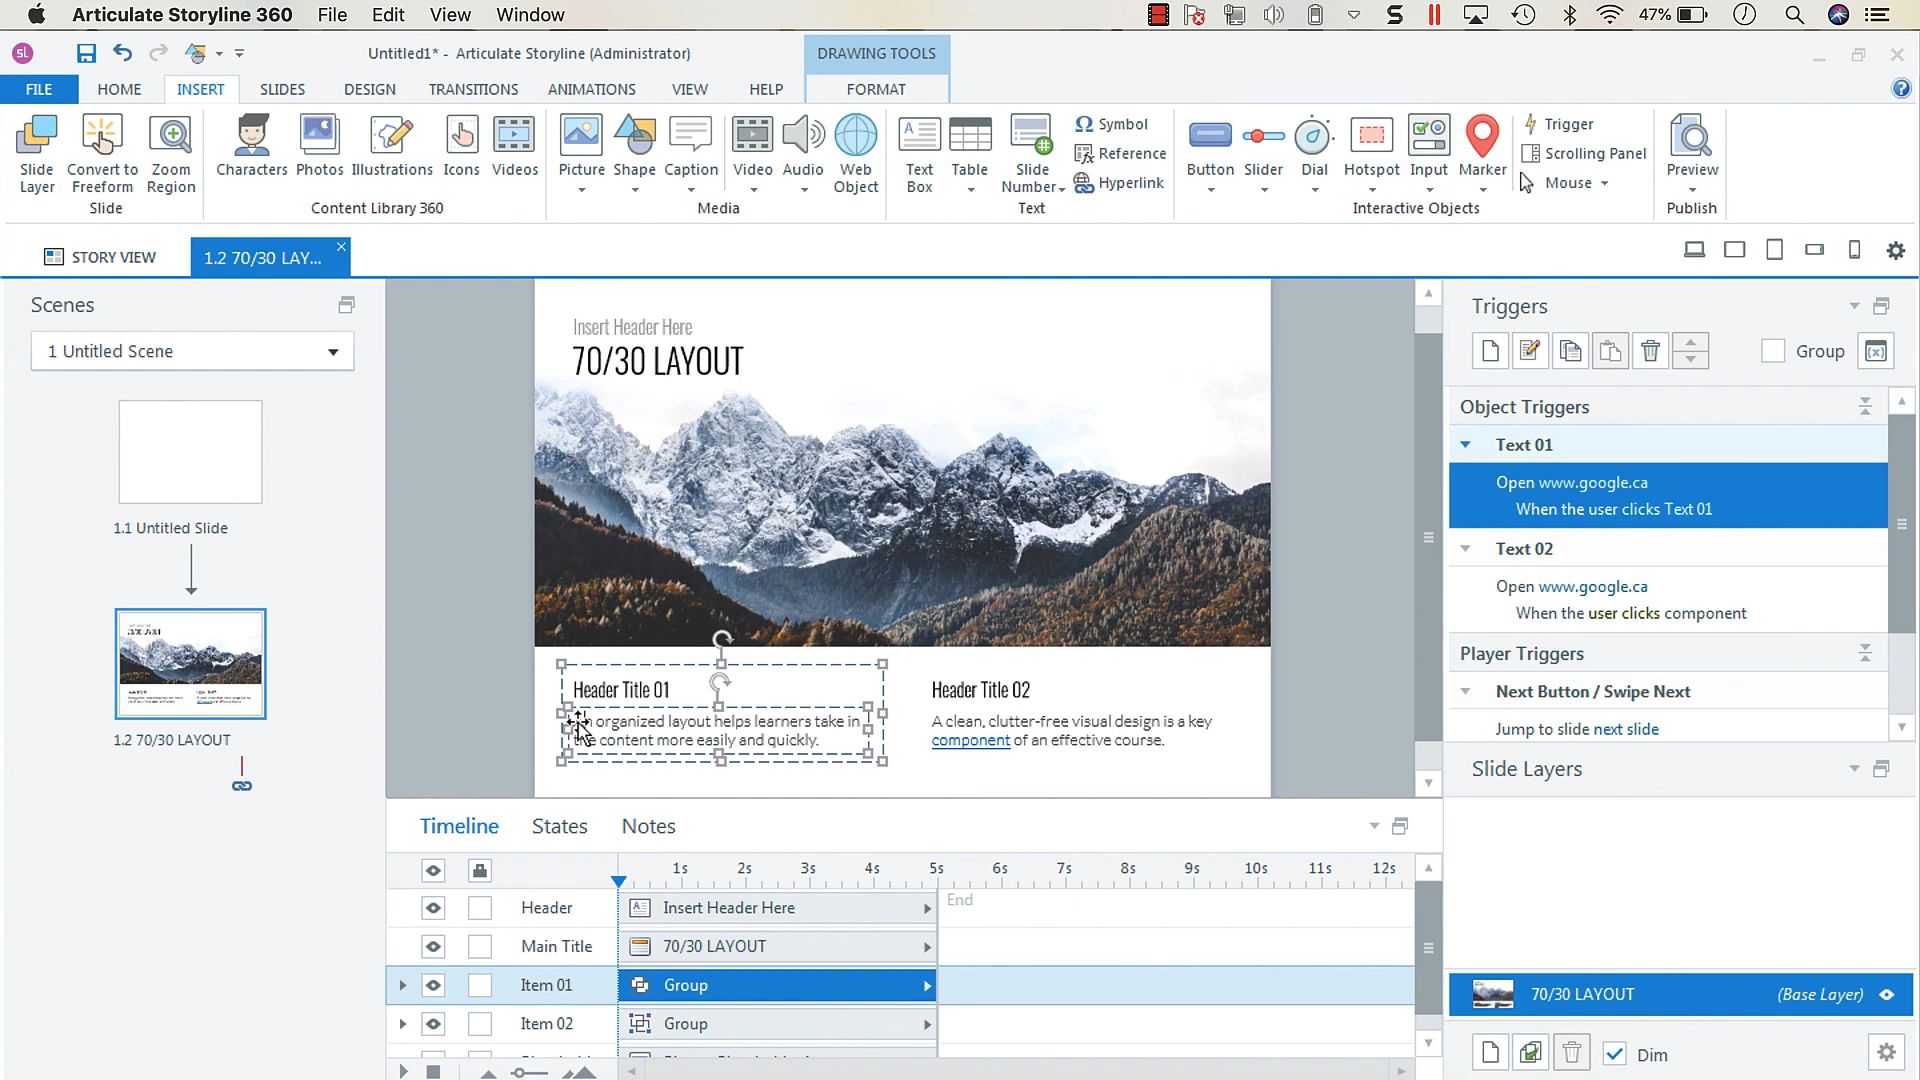 Articulate Storyline 360 File Edit View Window 47%
Untitled1* - Articulate Storyline (Administrator) DRAWING TOOLS
FILE HOME INSERT SLIDES DESIGN TRANSITIONS ANIMATIONS VIEW HELP FORMAT
Slide Layer
Convert to Freeform
Zoom Region
Slide
Characters Photos Illustrations Icons Videos
Content Library 360
Picture Shape Caption Video Audio Web Object
Media
Text Box
Table
Slide Number
Symbol
Reference
Hyperlink
Text
Button Slider Dial Hotspot Input Marker
Trigger
Scrolling Panel
Mouse
Interactive Objects
Preview
Publish
STORY VIEW 1.2 70/30 LAY...
Scenes
1 Untitled Scene
1.1 Untitled Slide
1.2 70/30 LAYOUT
Insert Header Here
70/30 LAYOUT
Header Title 01
organized layout helps learners take in
content more easily and quickly.
Header Title 02
A clean, clutter-free visual design is a key
component of an effective course.
Timeline States Notes
1s 2s 3s 4s 5s 6s 7s 8s 9s 10s 11s 12s
Header Insert Header Here End
Main Title 70/30 LAYOUT
Item 01 Group
Item 02 Group
Triggers
Group
Object Triggers
Text 01
Open www.google.ca
When the user clicks Text 01
Text 02
Open www.google.ca
When the user clicks component
Player Triggers
Next Button / Swipe Next
Jump to slide next slide
Slide Layers
70/30 LAYOUT (Base Layer)
Dim